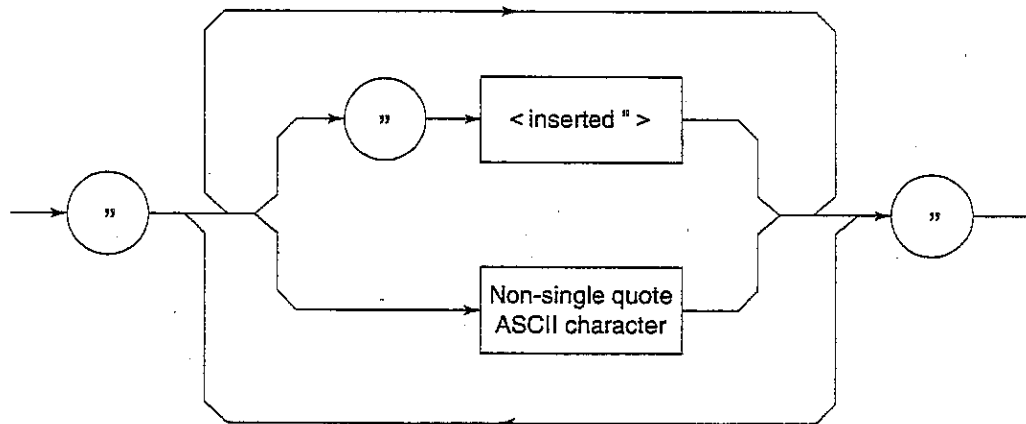 ”
< inserted " >
”
”
Non-single quote
ASCII character